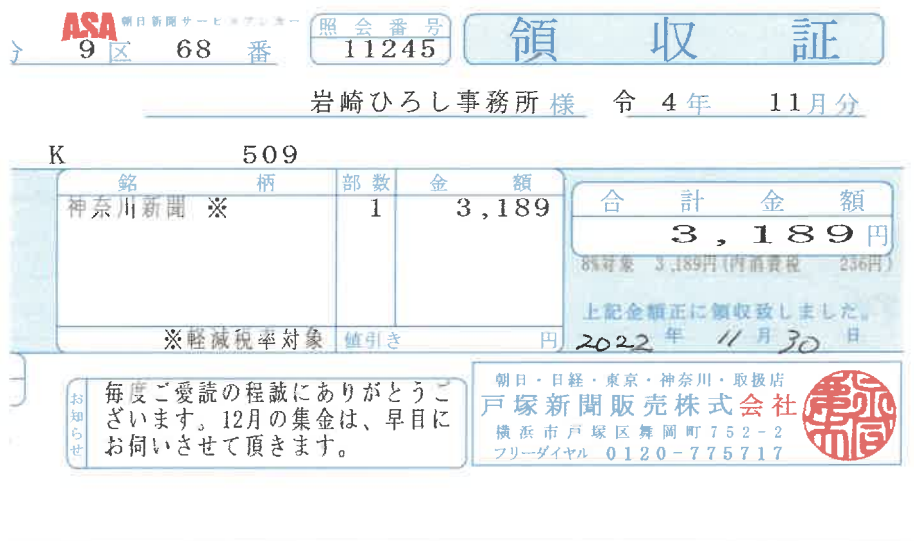 ASA 朝日新聞サービスアンカー
9区 68番
照会番号
11245
領収証
岩崎ひろし事務所 様 令 4年 11月分
K 509
銘柄 部数 金額
神奈川新聞 ※ 1 3,189
合計金額
3,189円
8%対象 3,189円(内消費税 236円)
上記金額正に領収致しました。
※軽減税率対象 値引き 円
2022年 11月30日
お知らせ
毎度ご愛読の程誠にありがとうご
ざいます。12月の集金は、早目に
お伺いさせて頂きます。
朝日・日経・東京・神奈川・取扱店
戸塚新聞販売株式会社
横浜市戸塚区舞岡町752-2
フリーダイヤル 0120-775717